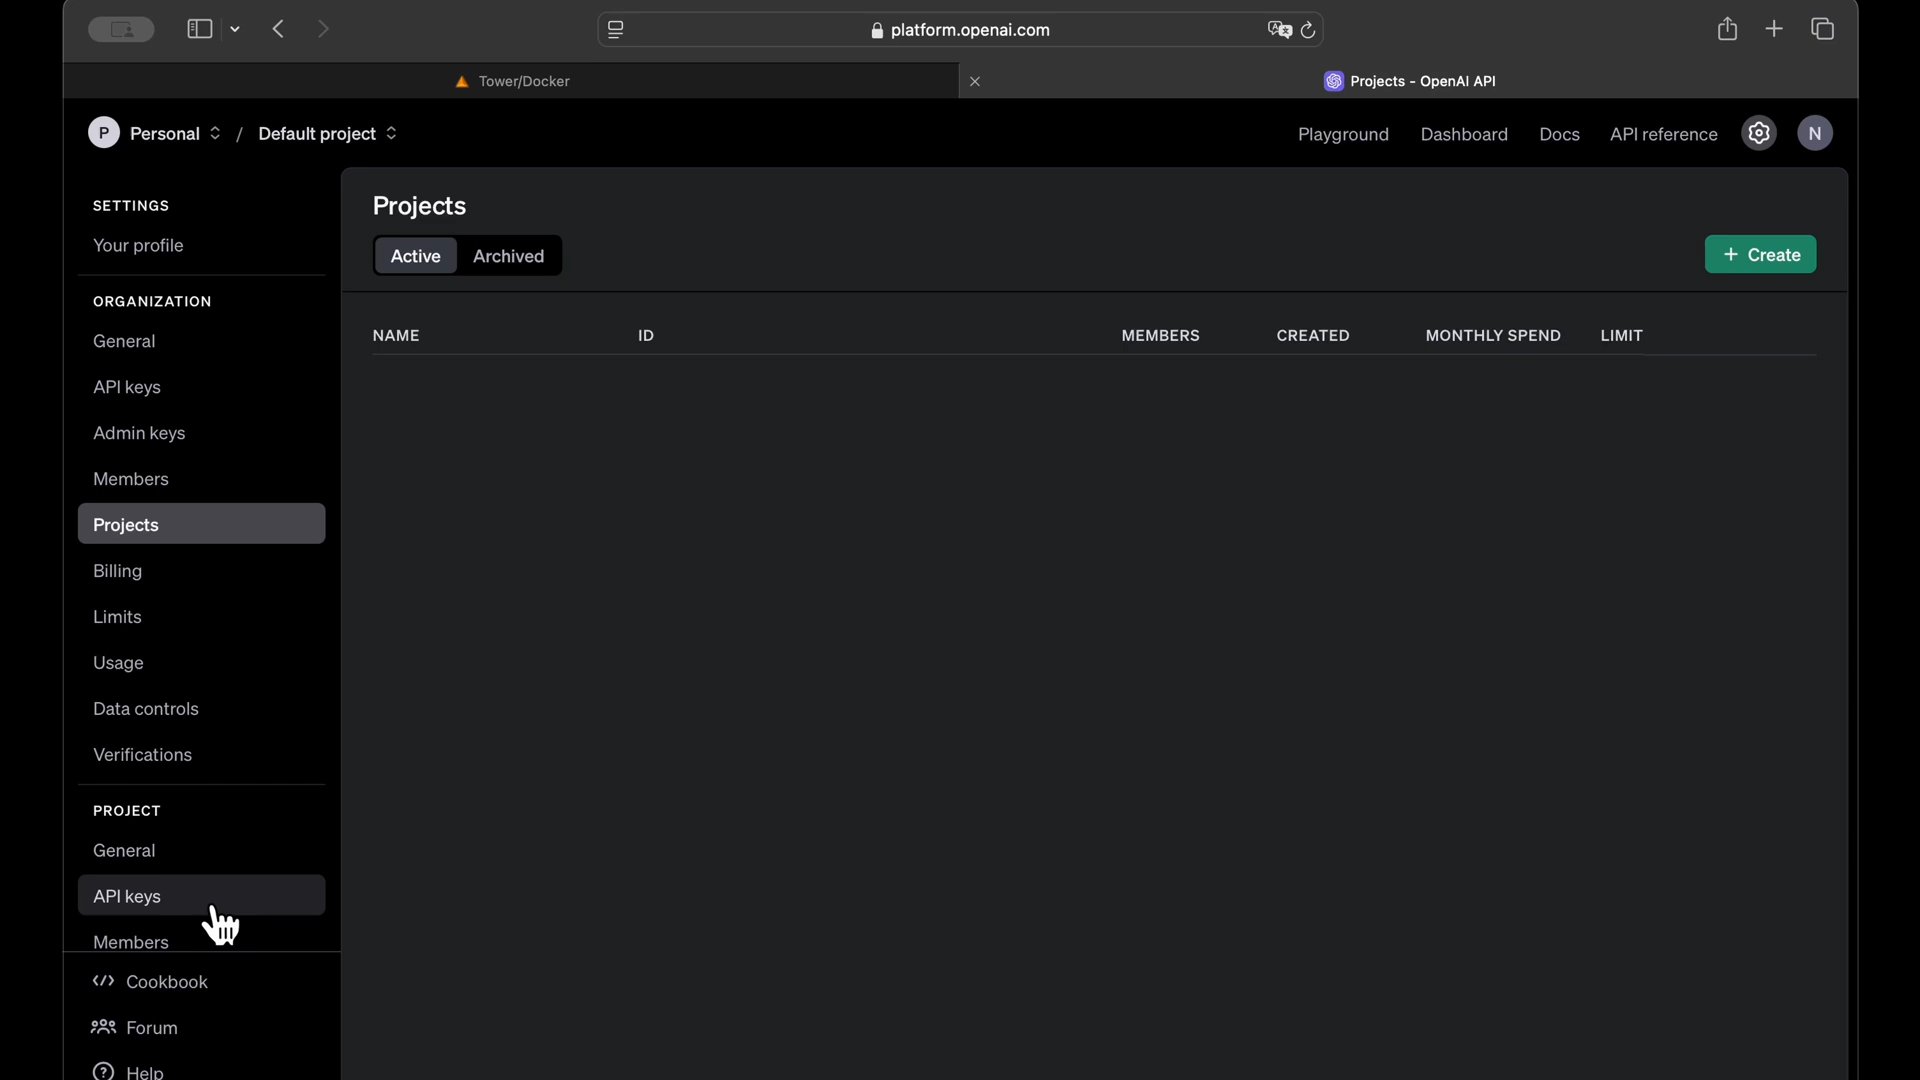 platform.openai.com
Tower/Docker
Projects - OpenAI API
P Personal / Default project
Playground Dashboard Docs API reference N
SETTINGS
Your profile
ORGANIZATION
General
API keys
Admin keys
Members
Projects
Billing
Limits
Usage
Data controls
Verifications
PROJECT
General
API keys
Members
Cookbook
Forum
Help
Projects
Active Archived
+ Create
NAME ID MEMBERS CREATED MONTHLY SPEND LIMIT